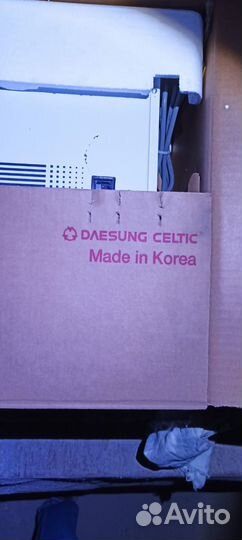 DAESUNG CELTIC
Made in Korea
Avito